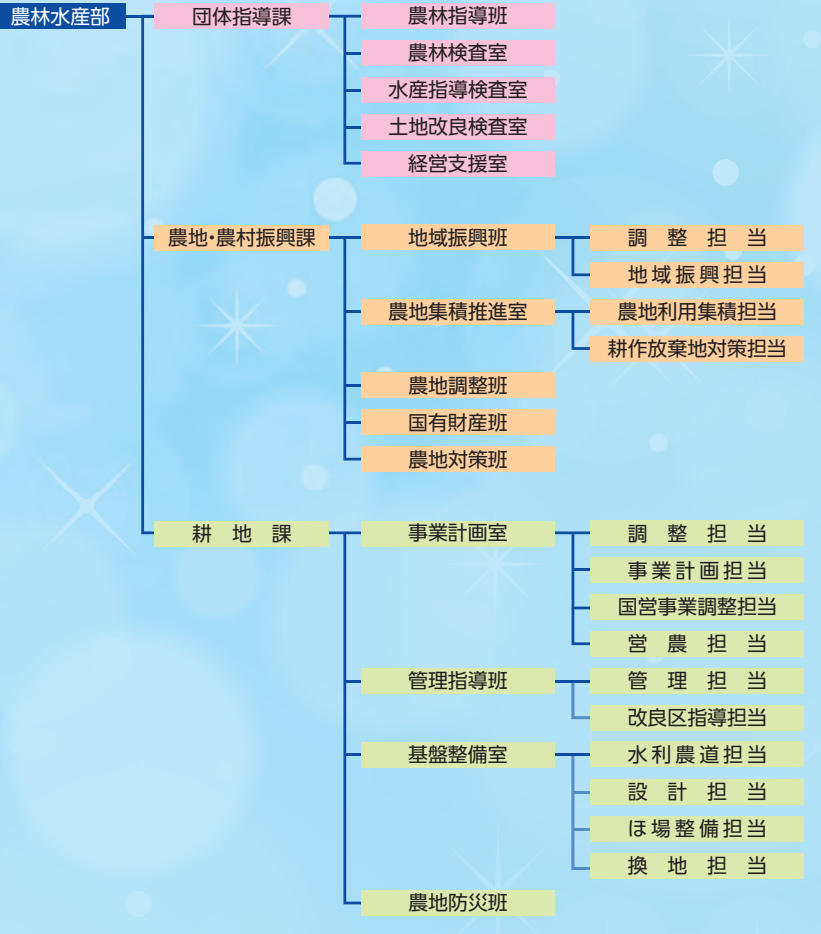 農林水産部
団体指導課
農林指導班
農林検査室
水産指導検査室
土地改良検査室
経営支援室
農地・農村振興課
地域振興班
調整担当
地域振興担当
農地集積推進室
農地利用集積担当
耕作放棄地対策担当
農地調整班
国有財産班
農地対策班
耕地課
事業計画室
調整担当
事業計画担当
国営事業調整担当
営農担当
管理指導班
管理担当
改良区指導担当
基盤整備室
水利農道担当
設計担当
ほ場整備担当
換地担当
農地防災班